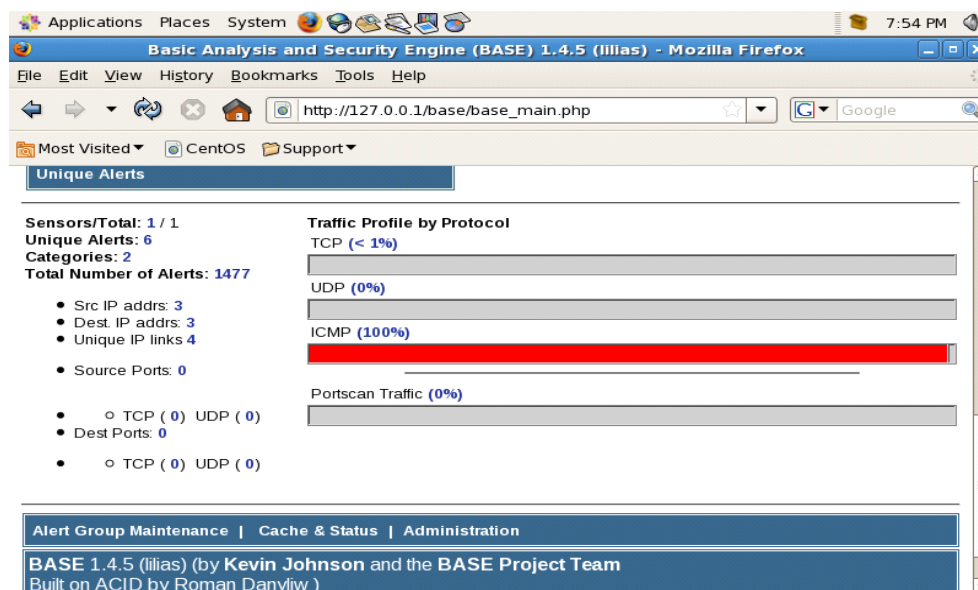 Applications Places System 7:54 PM
Basic Analysis and Security Engine (BASE) 1.4.5 (lilias) - Mozilla Firefox
File Edit View History Bookmarks Tools Help
http://127.0.0.1/base/base_main.php G Google
Most Visited CentOS Support
Unique Alerts
Sensors/Total: 1 / 1
Unique Alerts: 6
Categories: 2
Total Number of Alerts: 1477
Src IP addrs: 3
Dest. IP addrs: 3
Unique IP links 4
Source Ports: 0
TCP ( 0) UDP ( 0)
Dest Ports: 0
TCP ( 0) UDP ( 0)
Traffic Profile by Protocol
TCP (< 1%)
UDP (0%)
ICMP (100%)
Portscan Traffic (0%)
Alert Group Maintenance | Cache & Status | Administration
BASE 1.4.5 (lilias) (by Kevin Johnson and the BASE Project Team
Built on ACID by Roman Danyliw )